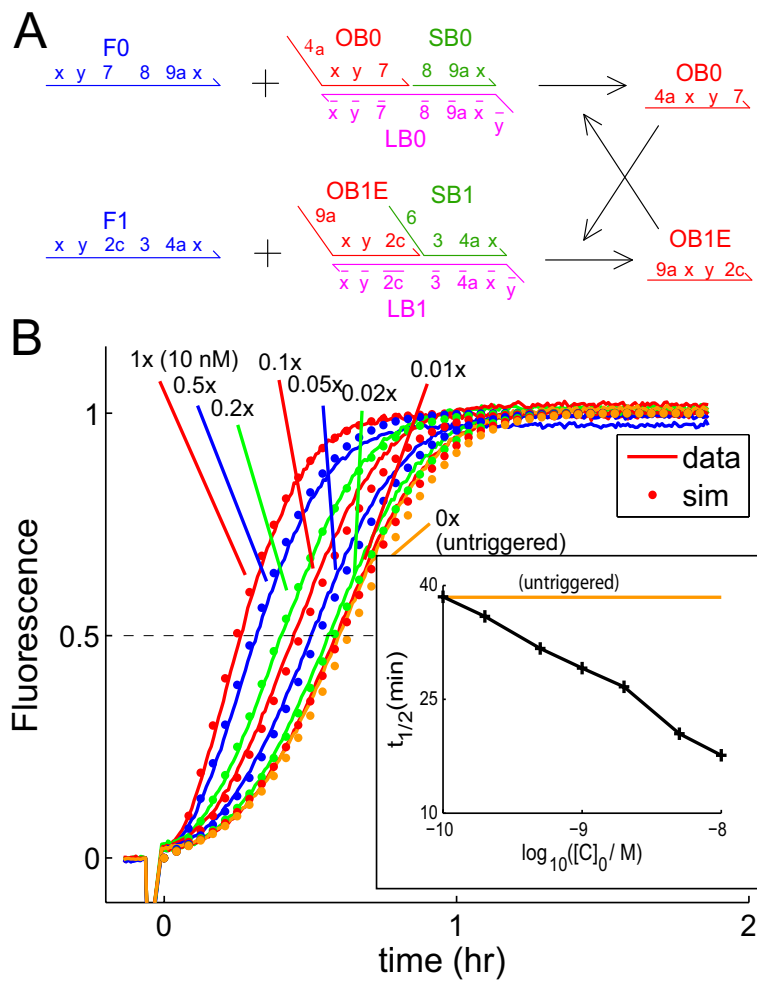 A
F0
x y 7 8 9a x
+
4a
OB0
SB0
x y 7
8 9a x
x̄ ȳ 7̄ 8̄ 9̄a x̄ ȳ
LB0
OB0
4a x y 7
F1
x y 2c 3 4a x
+
OB1E
SB1
9a
6
x y 2c
3 4a x
x̄ ȳ 2̄c̄ 3̄ 4̄a x̄ ȳ
LB1
OB1E
9a x y 2c
B
1x (10 nM)
0.5x
0.2x
0.1x
0.05x
0.02x
0.01x
0x
(untriggered)
data
sim
Fluorescence
1
0.5
0
0
1
2
time (hr)
(untriggered)
t1/2(min)
40
25
10
−10
−9
−8
log10([C]0/ M)